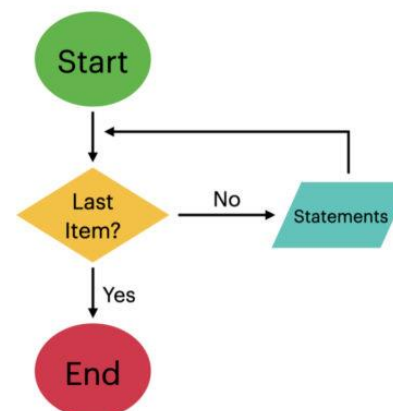 Start
Last
Item?
No
Statements
Yes
End